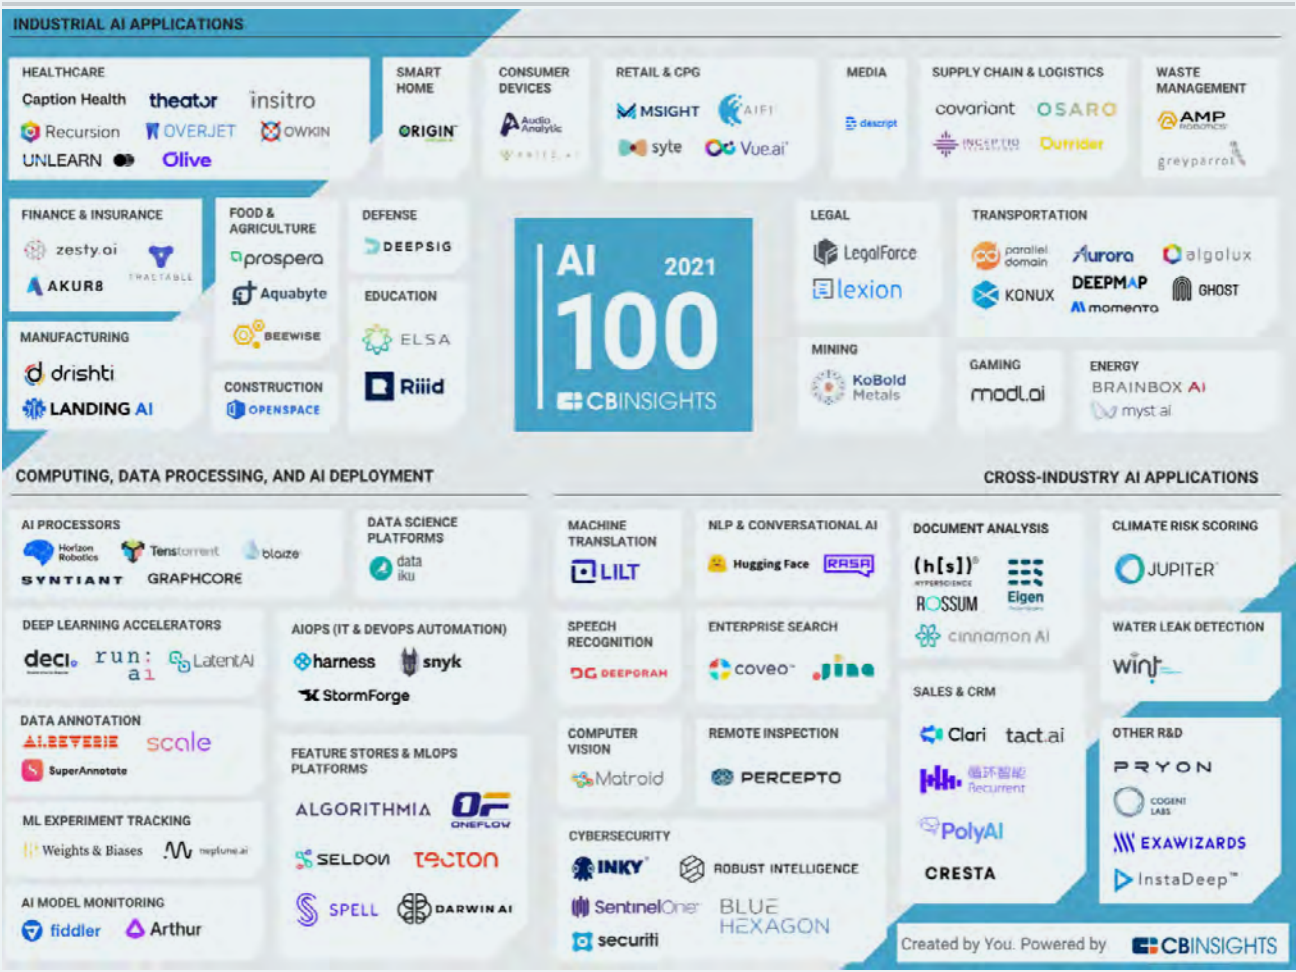 INDUSTRIAL AI APPLICATIONS
HEALTHCARE
Caption Health theator insitro
Recursion OVERJET OWKIN
UNLEARN Olive
SMART
HOME
ORIGIN
CONSUMER
DEVICES
Audio
Analytic
RETAIL & CPG
MSIGHT AIFI
syte Vue.ai
MEDIA
descript
SUPPLY CHAIN & LOGISTICS
covariant OSARO
INCEPTIO Outrider
WASTE
MANAGEMENT
AMP
ROBOTICS
greyparrot
FINANCE & INSURANCE
zesty.ai
TRACTABLE
AKUR8
FOOD &
AGRICULTURE
prospera
Aquabyte
BEEWISE
DEFENSE
DEEPSIG
EDUCATION
ELSA
Riiid
MANUFACTURING
drishti
LANDING AI
CONSTRUCTION
OPENSPACE
AI 2021
100
CBINSIGHTS
LEGAL
LegalForce
lexion
TRANSPORTATION
parallel
domain
Aurora
algolux
KONUX
DEEPMAP
GHOST
momenta
MINING
KoBold
Metals
GAMING
modl.ai
ENERGY
BRAINBOX AI
myst ai
COMPUTING, DATA PROCESSING, AND AI DEPLOYMENT
AI PROCESSORS
Horizon
Robotics
Tenstorrent
blaize
SYNTIANT GRAPHCORE
DATA SCIENCE
PLATFORMS
data
iku
DEEP LEARNING ACCELERATORS
deci.
run:
ai
LatentAI
AIOPS (IT & DEVOPS AUTOMATION)
harness snyk
StormForge
DATA ANNOTATION
AI.REVERIE scale
SuperAnnotate
FEATURE STORES & MLOPS
PLATFORMS
ALGORITHMIA
OF
ONEFLOW
SELDON TECTON
SPELL DARWIN AI
ML EXPERIMENT TRACKING
Weights & Biases neptune.ai
AI MODEL MONITORING
fiddler Arthur
CROSS-INDUSTRY AI APPLICATIONS
MACHINE
TRANSLATION
LILT
NLP & CONVERSATIONAL AI
Hugging Face RASA
DOCUMENT ANALYSIS
(h[s])
HYPERSCIENCE
Eigen
ROSSUM
cinnamon AI
CLIMATE RISK SCORING
JUPITER
SPEECH
RECOGNITION
DG DEEPGRAM
ENTERPRISE SEARCH
coveo jina
WATER LEAK DETECTION
wint
COMPUTER
VISION
Matroid
REMOTE INSPECTION
PERCEPTO
SALES & CRM
Clari tact.ai
循环智能
Recurrent
PolyAI
CRESTA
OTHER R&D
PRYON
COGENT
LABS
EXAWIZARDS
InstaDeep™
CYBERSECURITY
INKY ROBUST INTELLIGENCE
SentinelOne
BLUE
HEXAGON
securiti
Created by You. Powered by CBINSIGHTS